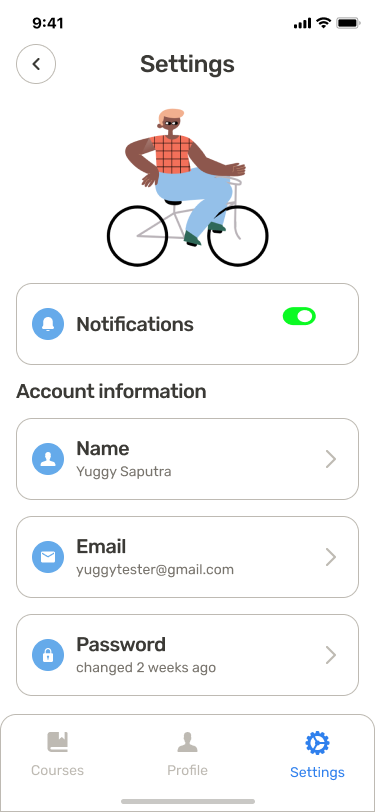 9:41
Settings
Notifications
Account information
Name
Yuggy Saputra
Email
yuggytester@gmail.com
Password
changed 2 weeks ago
Courses
Profile
Settings